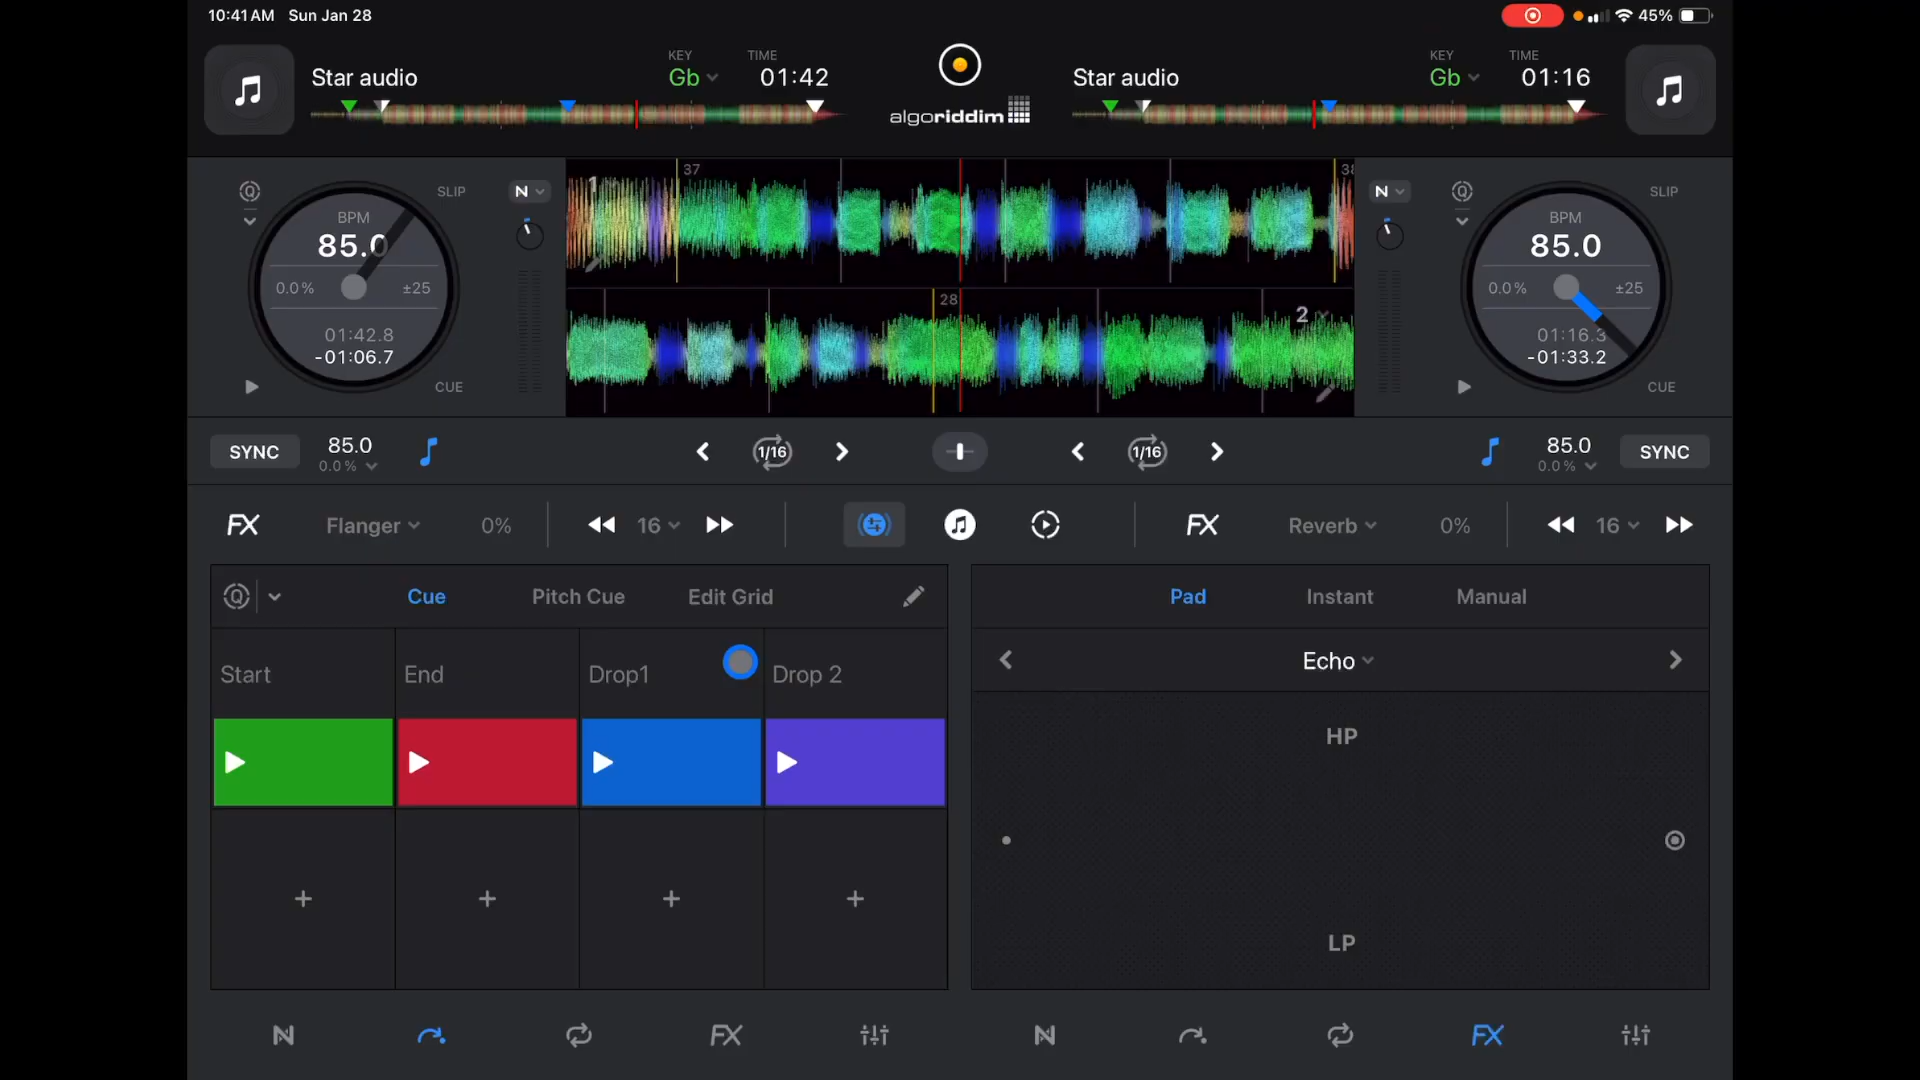 10:41 AM Sun Jan 28
45%
Star audio
KEY
Gb
TIME
01:42
algoriddim
Star audio
KEY
Gb
TIME
01:16
BPM
85.0
0.0%
±25
01:42.8
-01:06.7
SLIP
CUE
N
1
37
38
28
2
N
BPM
85.0
0.0%
±25
01:16.3
-01:33.2
SLIP
CUE
SYNC
85.0
0.0%
1/16
1/16
85.0
0.0%
SYNC
FX
Flanger
0%
16
FX
Reverb
0%
16
Q
Cue
Pitch Cue
Edit Grid
Pad
Instant
Manual
Start
End
Drop1
Drop 2
Echo
HP
LP
N
FX
N
FX